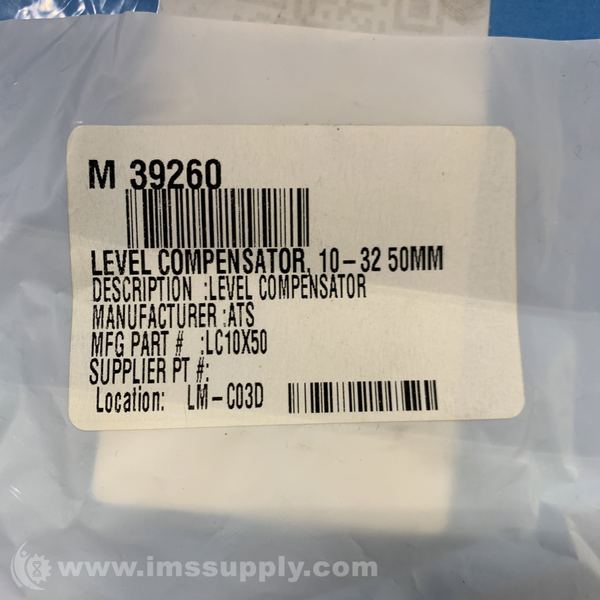 M 39260
LEVEL COMPENSATOR, 10-32 50MM
DESCRIPTION :LEVEL COMPENSATOR
MANUFACTURER :ATS
MFG PART # :LC10X50
SUPPLIER PT #:
Location: LM-C03D
www.imssupply.com